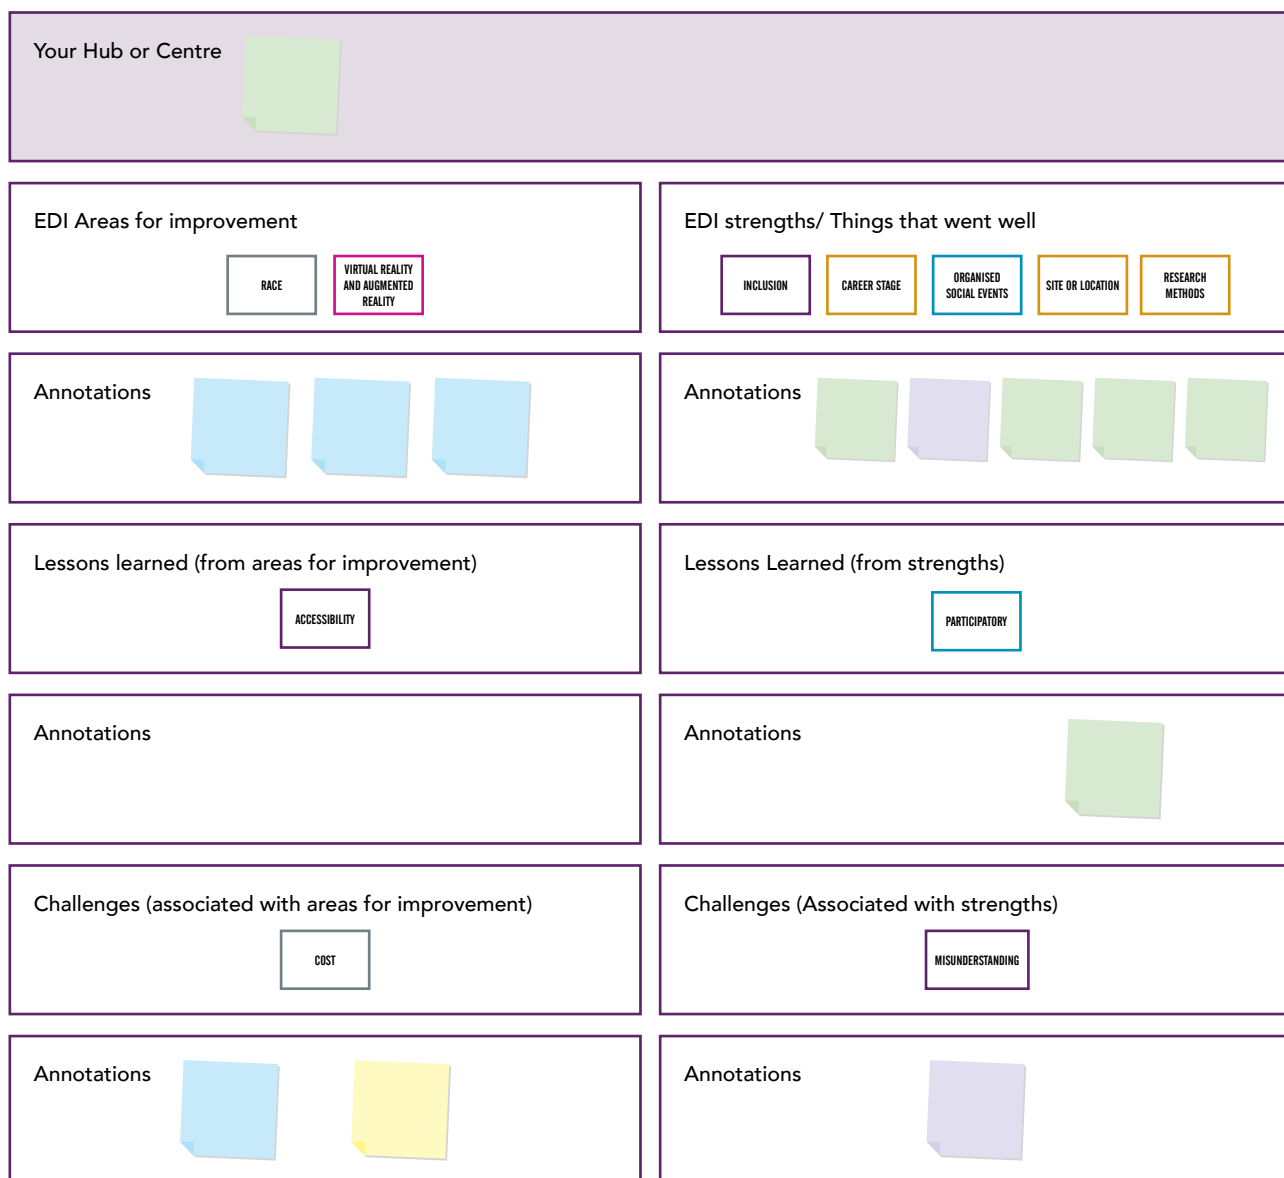 Your Hub or Centre
EDI Areas for improvement
RACE
VIRTUAL REALITY
AND AUGMENTED
REALITY
EDI strengths/ Things that went well
INCLUSION
CAREER STAGE
ORGANISED
SOCIAL EVENTS
SITE OR LOCATION
RESEARCH
METHODS
Annotations
Annotations
Lessons learned (from areas for improvement)
ACCESSIBILITY
Lessons Learned (from strengths)
PARTICIPATORY
Annotations
Annotations
Challenges (associated with areas for improvement)
COST
Challenges (Associated with strengths)
MISUNDERSTANDING
Annotations
Annotations